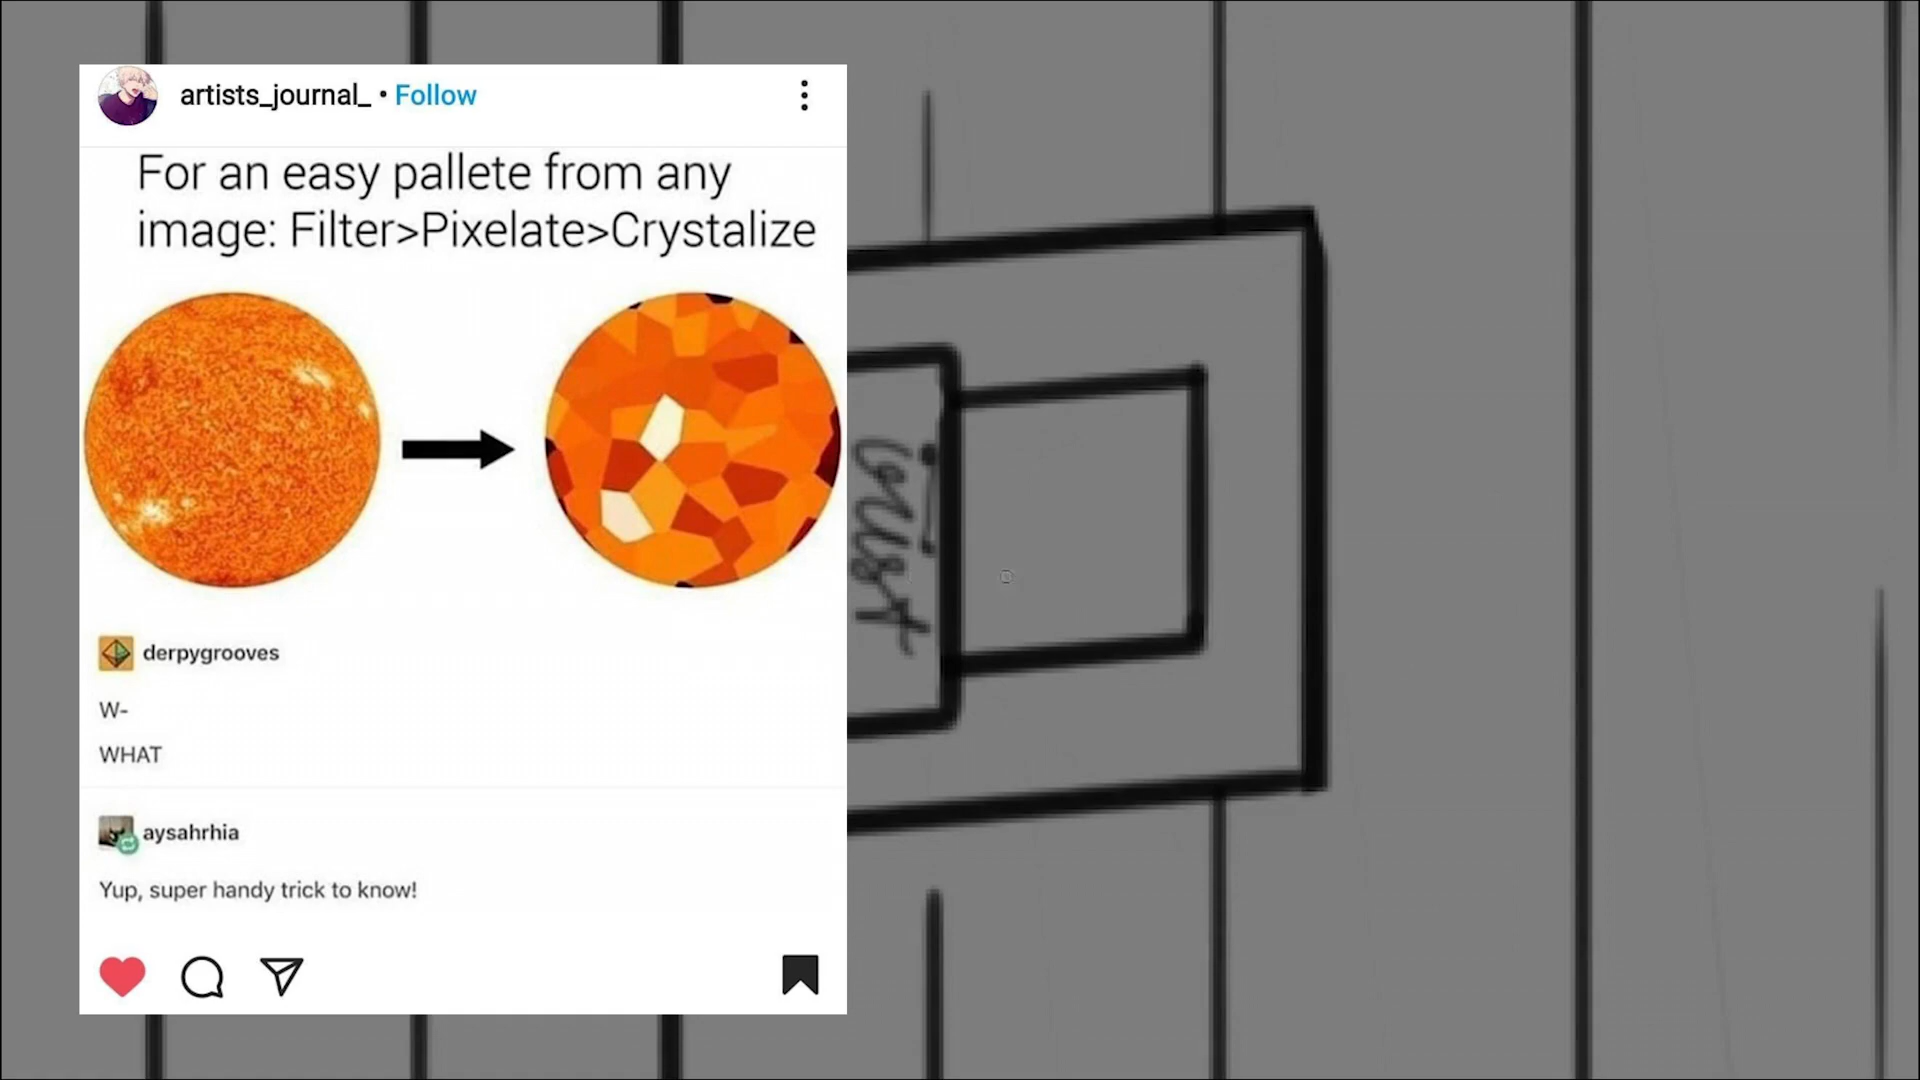 artists_journal_ • Follow
For an easy pallete from any
image: Filter>Pixelate>Crystalize
derpygrooves
W-
WHAT
aysahrhia
Yup, super handy trick to know!